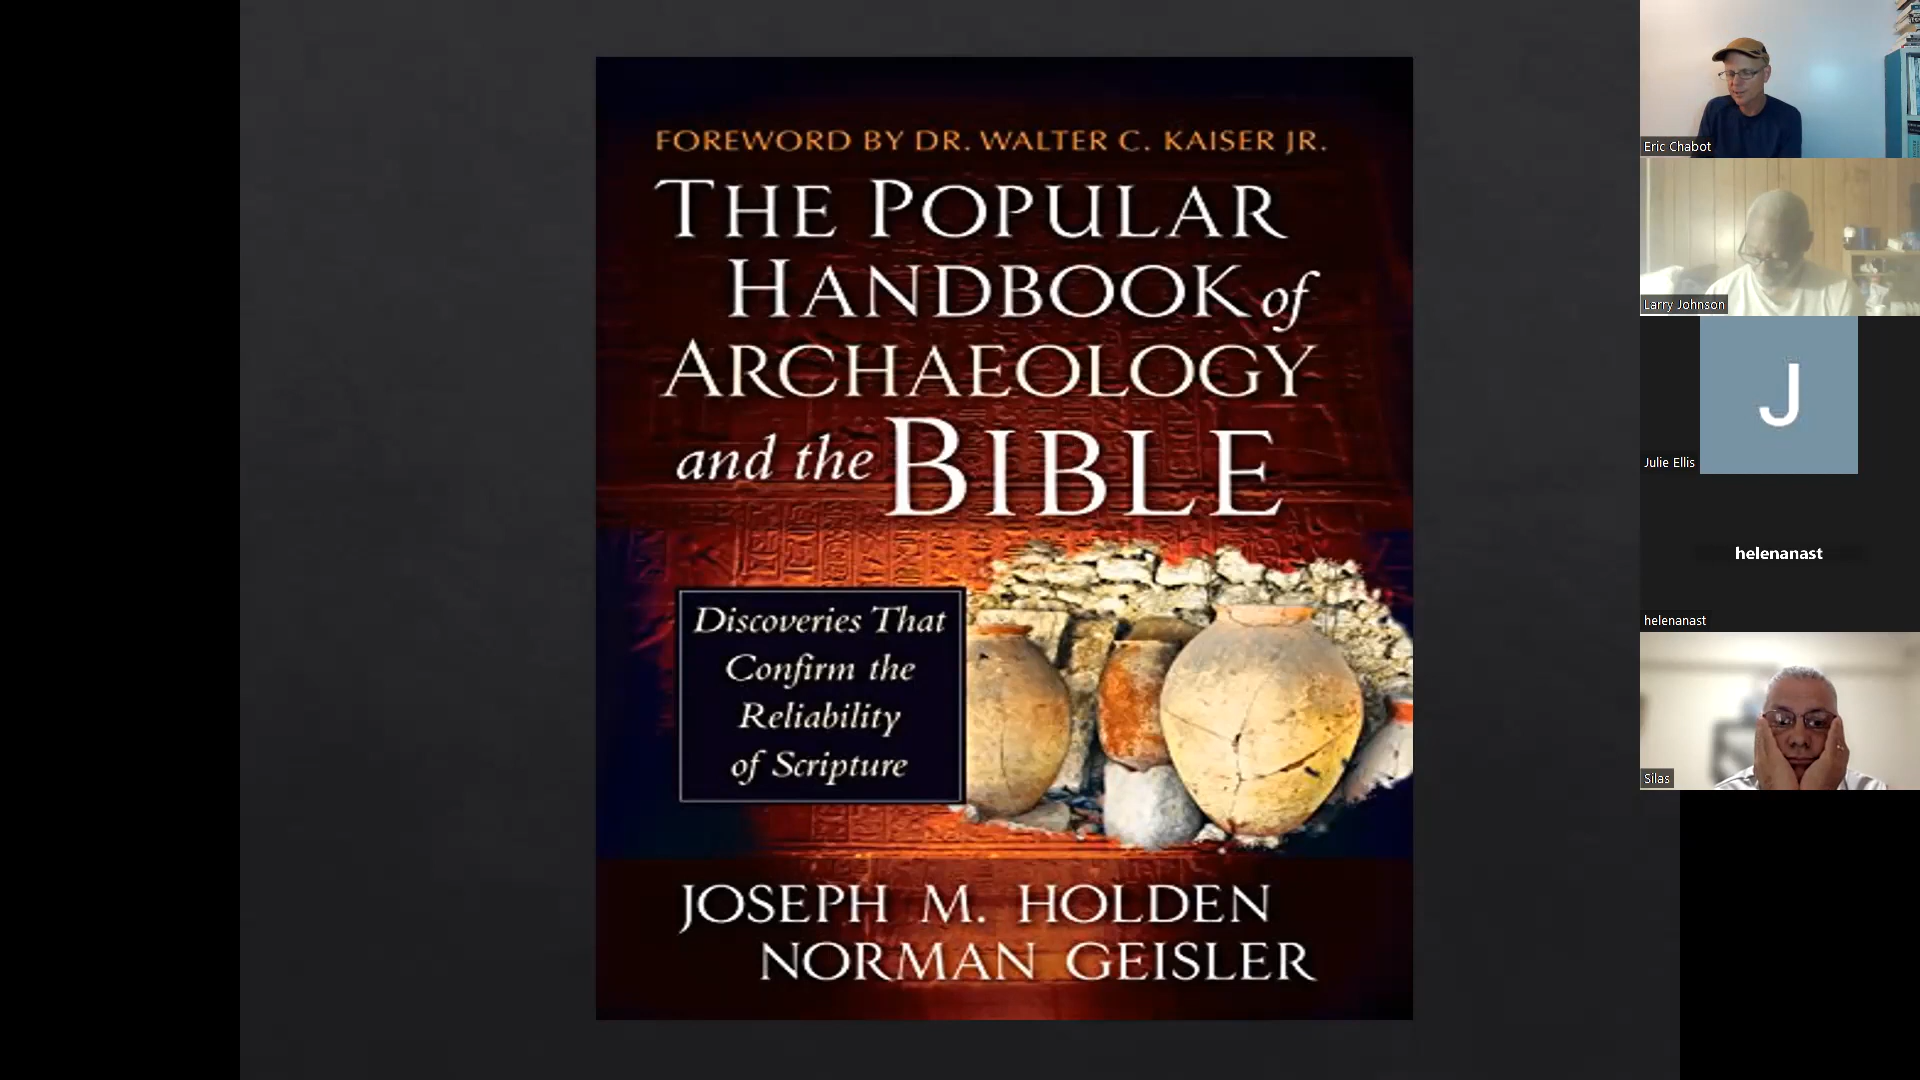 FOREWORD BY DR. WALTER C. KAISER JR.
THE POPULAR
HANDBOOK of
ARCHAEOLOGY
and the BIBLE
Discoveries That
Confirm the
Reliability
of Scripture
JOSEPH M. HOLDEN
NORMAN GEISLER
Eric Chabot
Larry Johnson
J
Julie Ellis
helenanast
helenanast
Silas